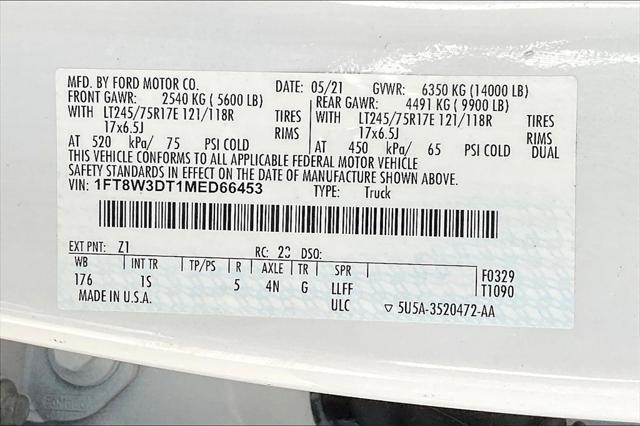 MFD. BY FORD MOTOR CO. DATE: 05/21 GVWR: 6350 KG (14000 LB)
FRONT GAWR: 2540 KG ( 5600 LB) REAR GAWR: 4491 KG ( 9900 LB)
WITH LT245/75R17E 121/118R TIRES WITH LT245/75R17E 121/118R TIRES
17x6.5J RIMS 17x6.5J RIMS
AT 520 kPa/ 75 PSI COLD AT 450 kPa/ 65 PSI COLD DUAL
THIS VEHICLE CONFORMS TO ALL APPLICABLE FEDERAL MOTOR VEHICLE
SAFETY STANDARDS IN EFFECT ON THE DATE OF MANUFACTURE SHOWN ABOVE.
VIN: 1FT8W3DT1MED66453 TYPE: Truck
EXT PNT: Z1 RC: 23 DSO:
WB INT TR TP/PS R AXLE TR SPR F0329
176 1S 5 4N G LLFF T1090
MADE IN U.S.A. ULC ▽ 5U5A-3520472-AA